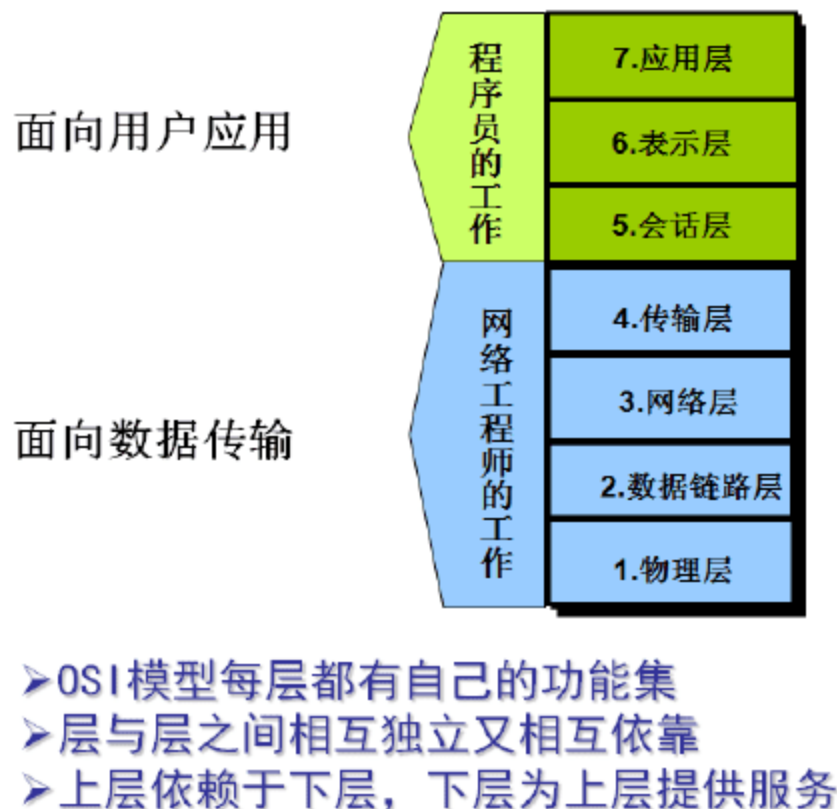 面向用户应用
程序员的工作
7.应用层
6.表示层
5.会话层
面向数据传输
网络工程师的工作
4.传输层
3.网络层
2.数据链路层
1.物理层
➢OSI模型每层都有自己的功能集
➢层与层之间相互独立又相互依靠
➢上层依赖于下层，下层为上层提供服务